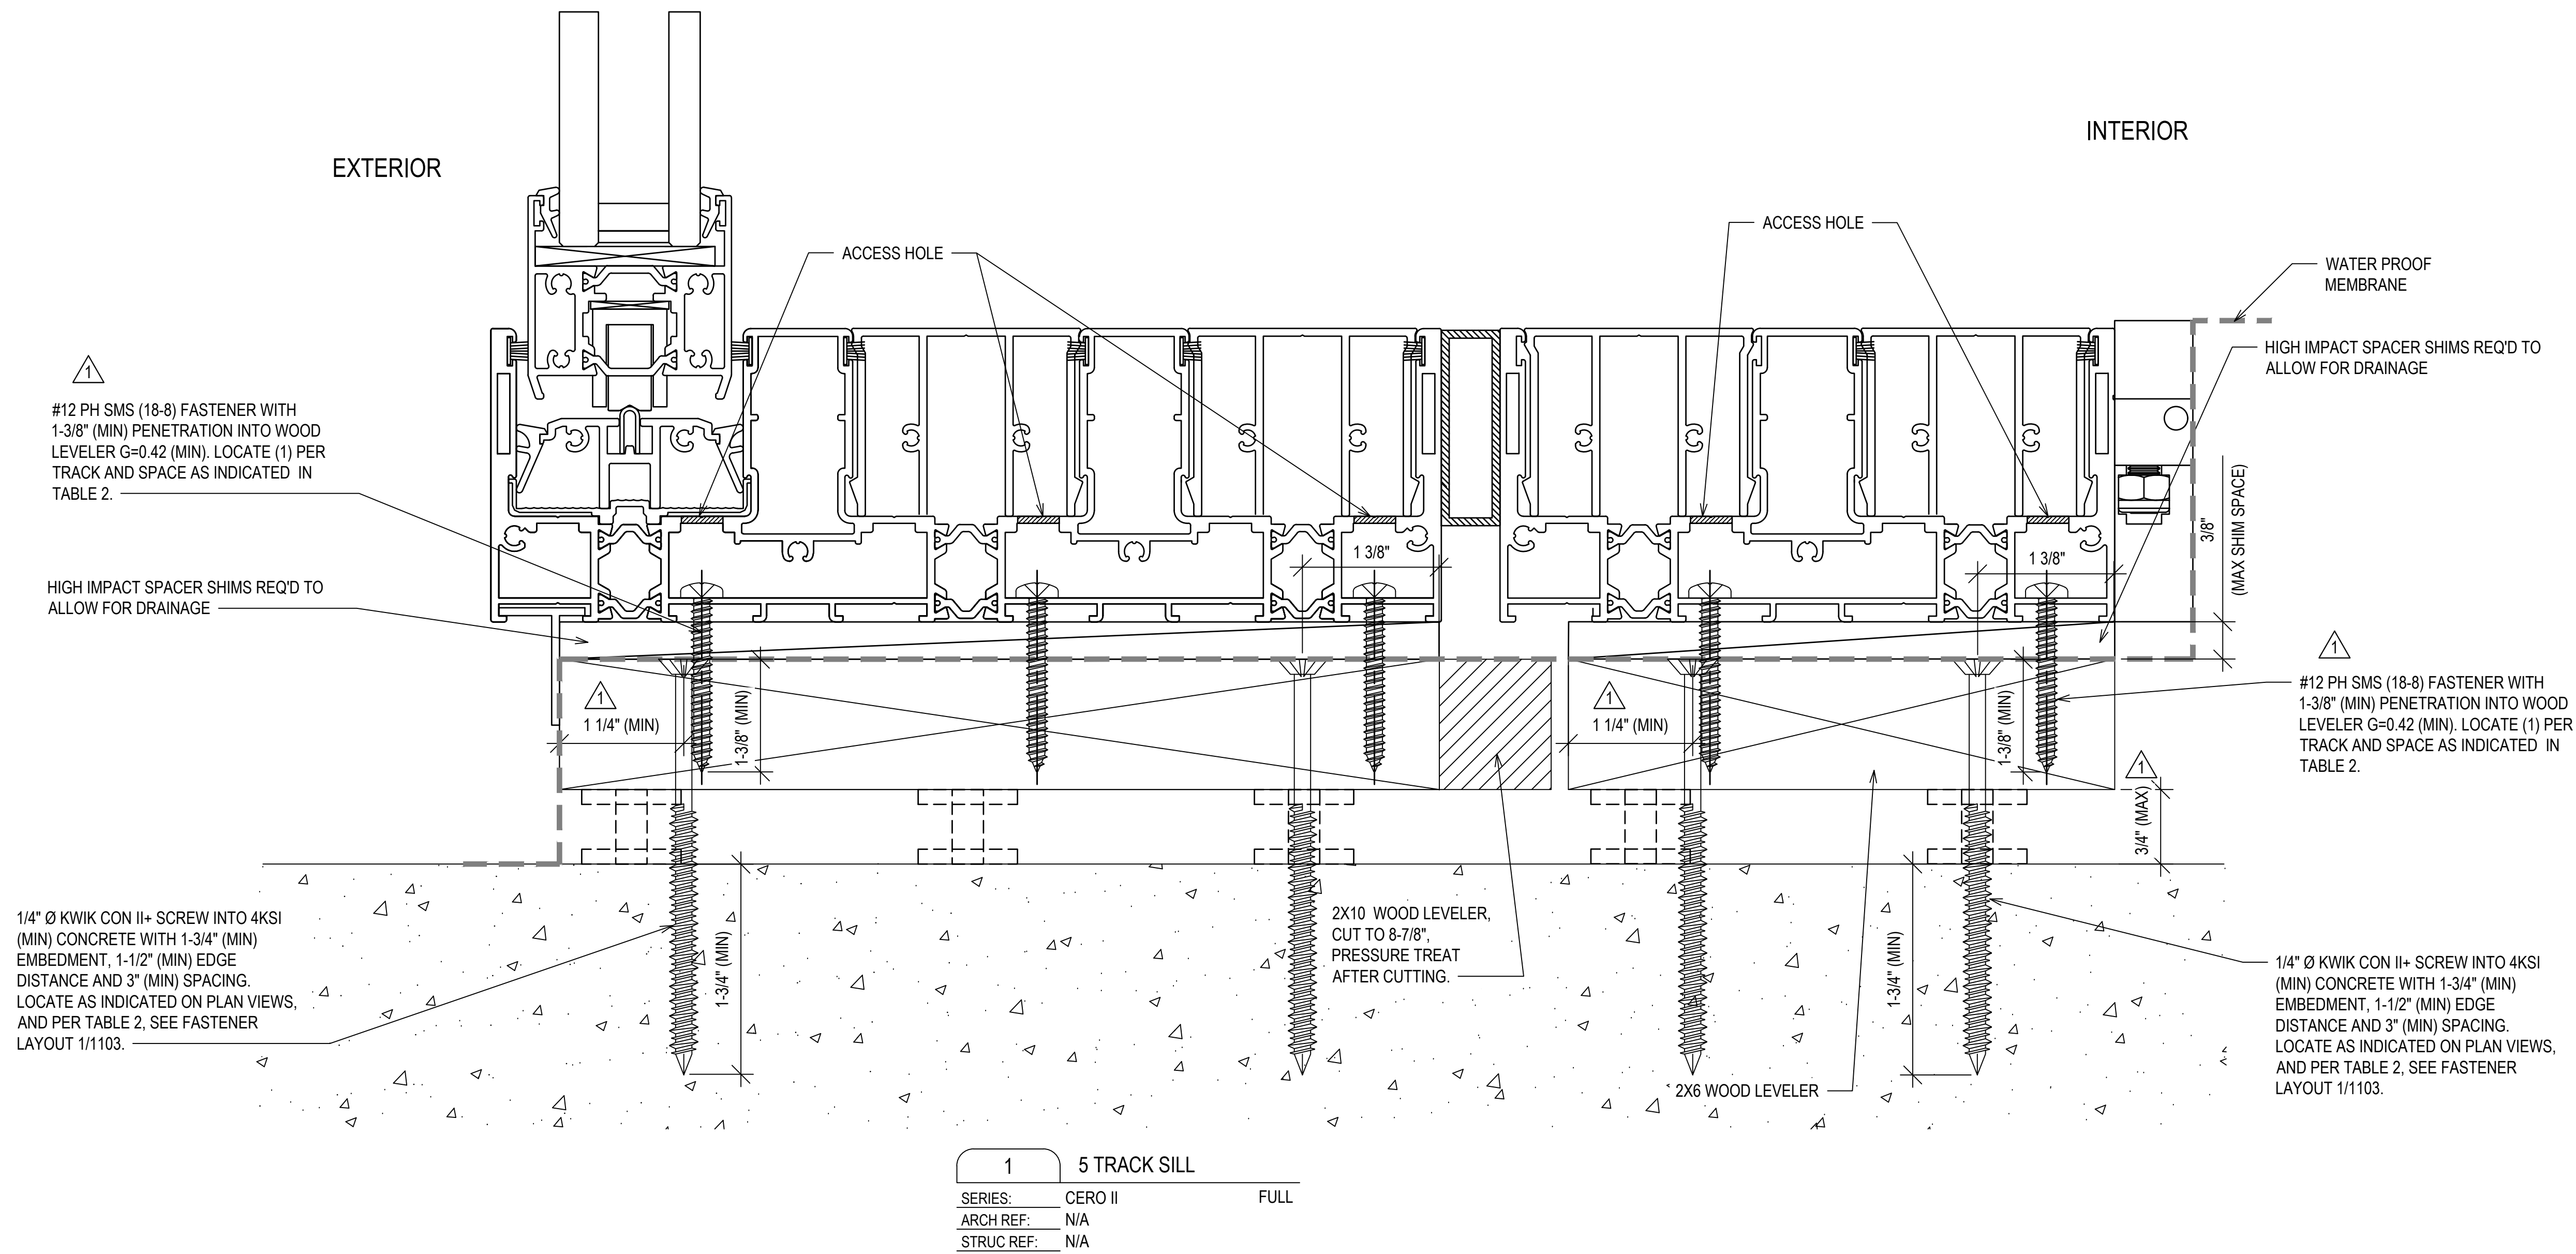 EXTERIOR
INTERIOR
ACCESS HOLE
ACCESS HOLE
WATER PROOF
MEMBRANE
HIGH IMPACT SPACER SHIMS REQ'D TO
ALLOW FOR DRAINAGE
1
#12 PH SMS (18-8) FASTENER WITH
1-3/8" (MIN) PENETRATION INTO WOOD
LEVELER G=0.42 (MIN). LOCATE (1) PER
TRACK AND SPACE AS INDICATED IN
TABLE 2.
HIGH IMPACT SPACER SHIMS REQ'D TO
ALLOW FOR DRAINAGE
1 3/8"
1 3/8"
3/8"
(MAX SHIM SPACE)
1
1 1/4" (MIN)
1-3/8" (MIN)
1
1 1/4" (MIN)
1-3/8" (MIN)
1
#12 PH SMS (18-8) FASTENER WITH
1-3/8" (MIN) PENETRATION INTO WOOD
LEVELER G=0.42 (MIN). LOCATE (1) PER
TRACK AND SPACE AS INDICATED IN
TABLE 2.
1
3/4" (MAX)
1/4" Ø KWIK CON II+ SCREW INTO 4KSI
(MIN) CONCRETE WITH 1-3/4" (MIN)
EMBEDMENT, 1-1/2" (MIN) EDGE
DISTANCE AND 3" (MIN) SPACING.
LOCATE AS INDICATED ON PLAN VIEWS,
AND PER TABLE 2, SEE FASTENER
LAYOUT 1/1103.
1-3/4" (MIN)
2X10 WOOD LEVELER,
CUT TO 8-7/8",
PRESSURE TREAT
AFTER CUTTING.
1-3/4" (MIN)
2X6 WOOD LEVELER
1/4" Ø KWIK CON II+ SCREW INTO 4KSI
(MIN) CONCRETE WITH 1-3/4" (MIN)
EMBEDMENT, 1-1/2" (MIN) EDGE
DISTANCE AND 3" (MIN) SPACING.
LOCATE AS INDICATED ON PLAN VIEWS,
AND PER TABLE 2, SEE FASTENER
LAYOUT 1/1103.
1 5 TRACK SILL
SERIES: CERO II FULL
ARCH REF: N/A
STRUC REF: N/A